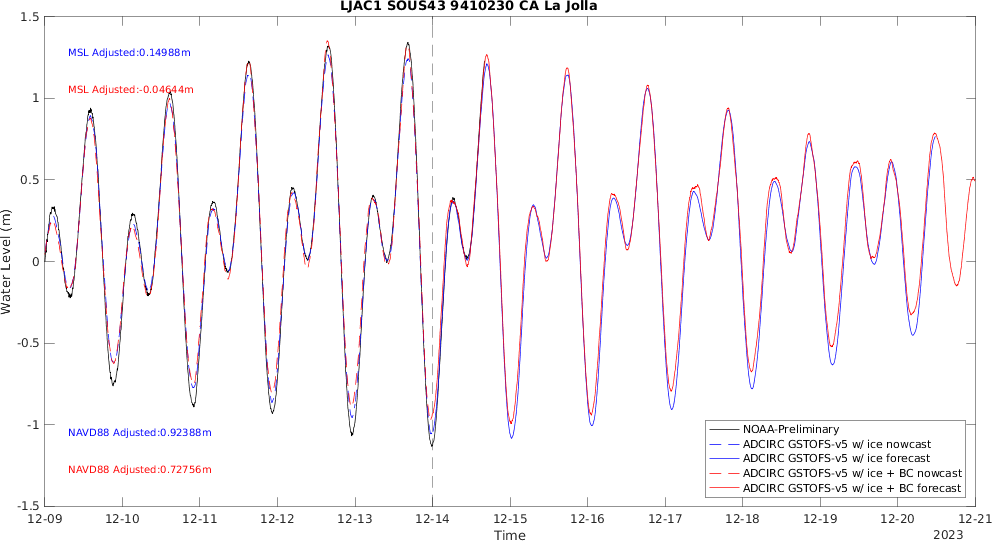 LJAC1 SOUS43 9410230 CA La Jolla
1.5
1
0.5
0
-0.5
-1
-1.5
Water Level (m)
MSL Adjusted:0.14988m
MSL Adjusted:-0.04644m
NAVD88 Adjusted:0.92388m
NAVD88 Adjusted:0.72756m
NOAA-Preliminary
ADCIRC GSTOFS-v5 w/ ice nowcast
ADCIRC GSTOFS-v5 w/ ice forecast
ADCIRC GSTOFS-v5 w/ ice + BC nowcast
ADCIRC GSTOFS-v5 w/ ice + BC forecast
12-09 12-10 12-11 12-12 12-13 12-14 12-15 12-16 12-17 12-18 12-19 12-20 12-21
Time
2023